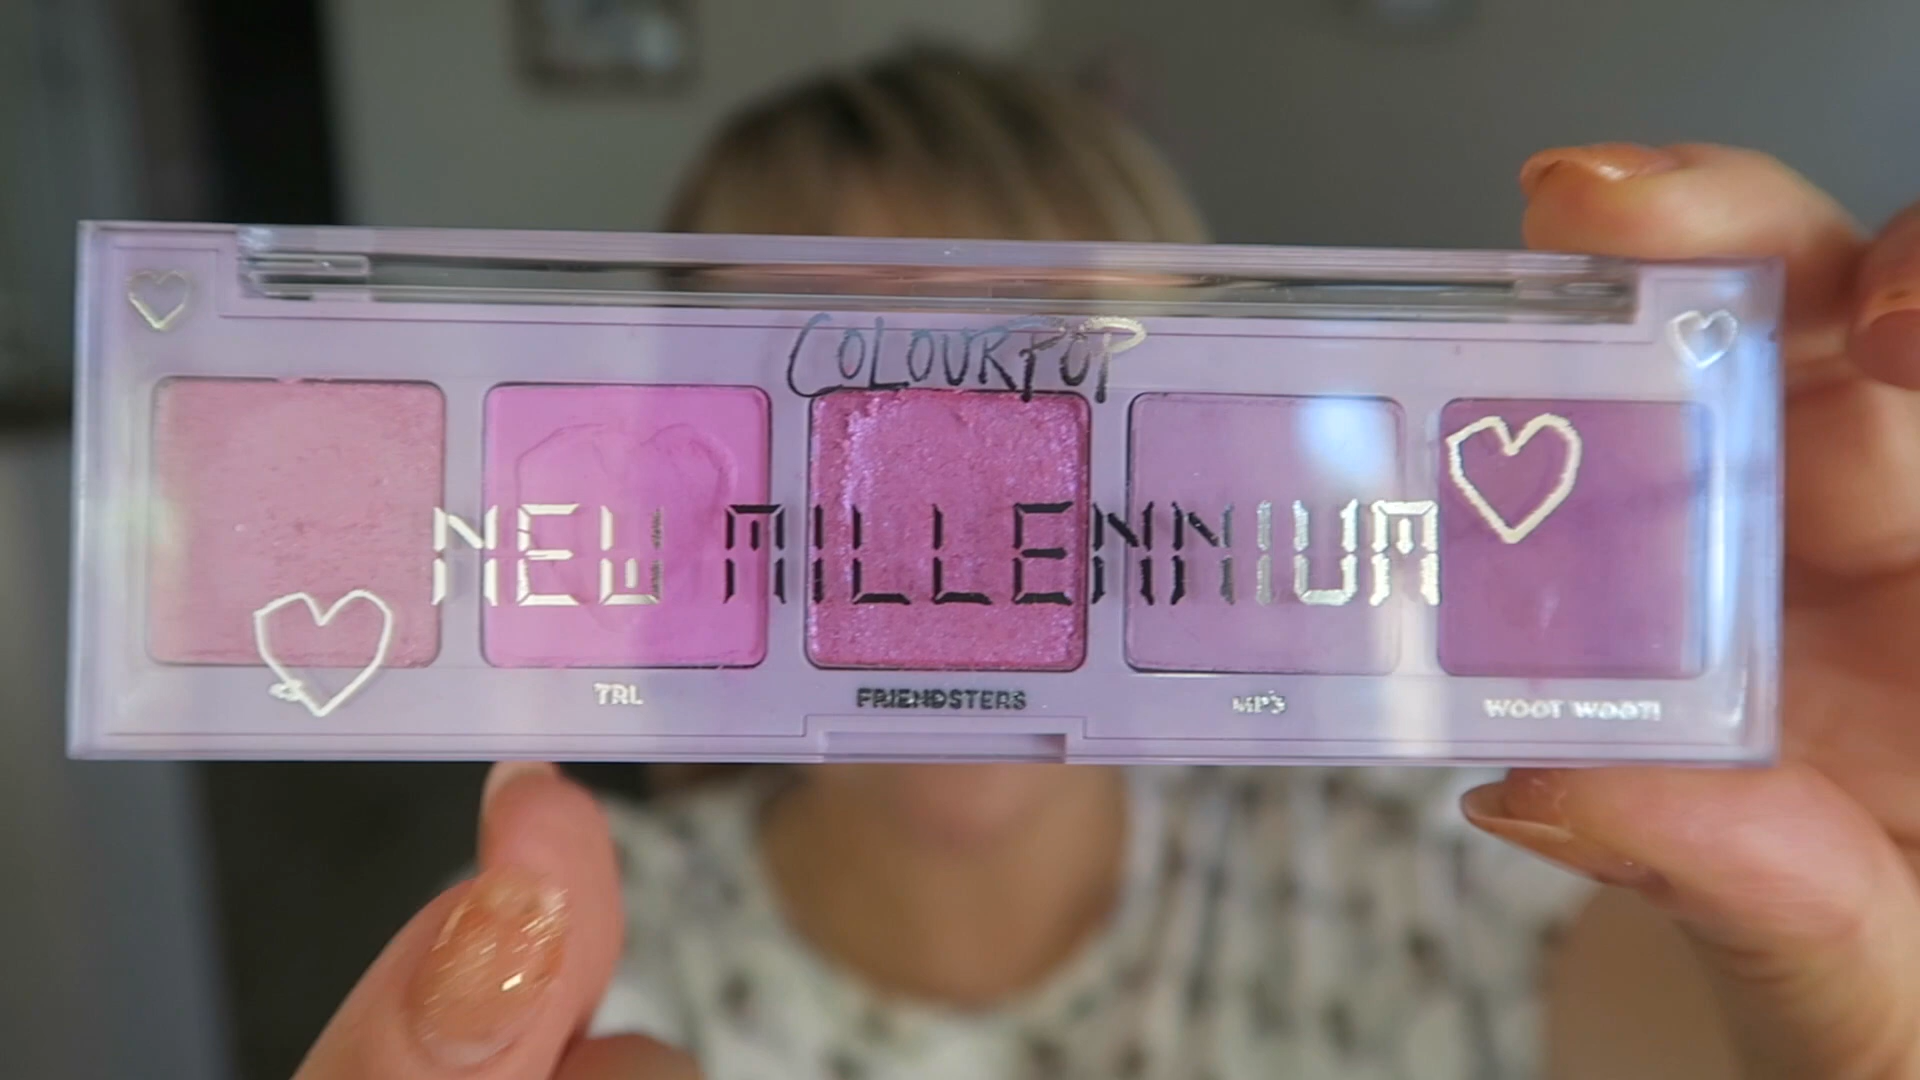 COLOURPOP
NEW MILLENNIUM
TRL
FRIENDSTERS
MP3
WOOT WOOT!